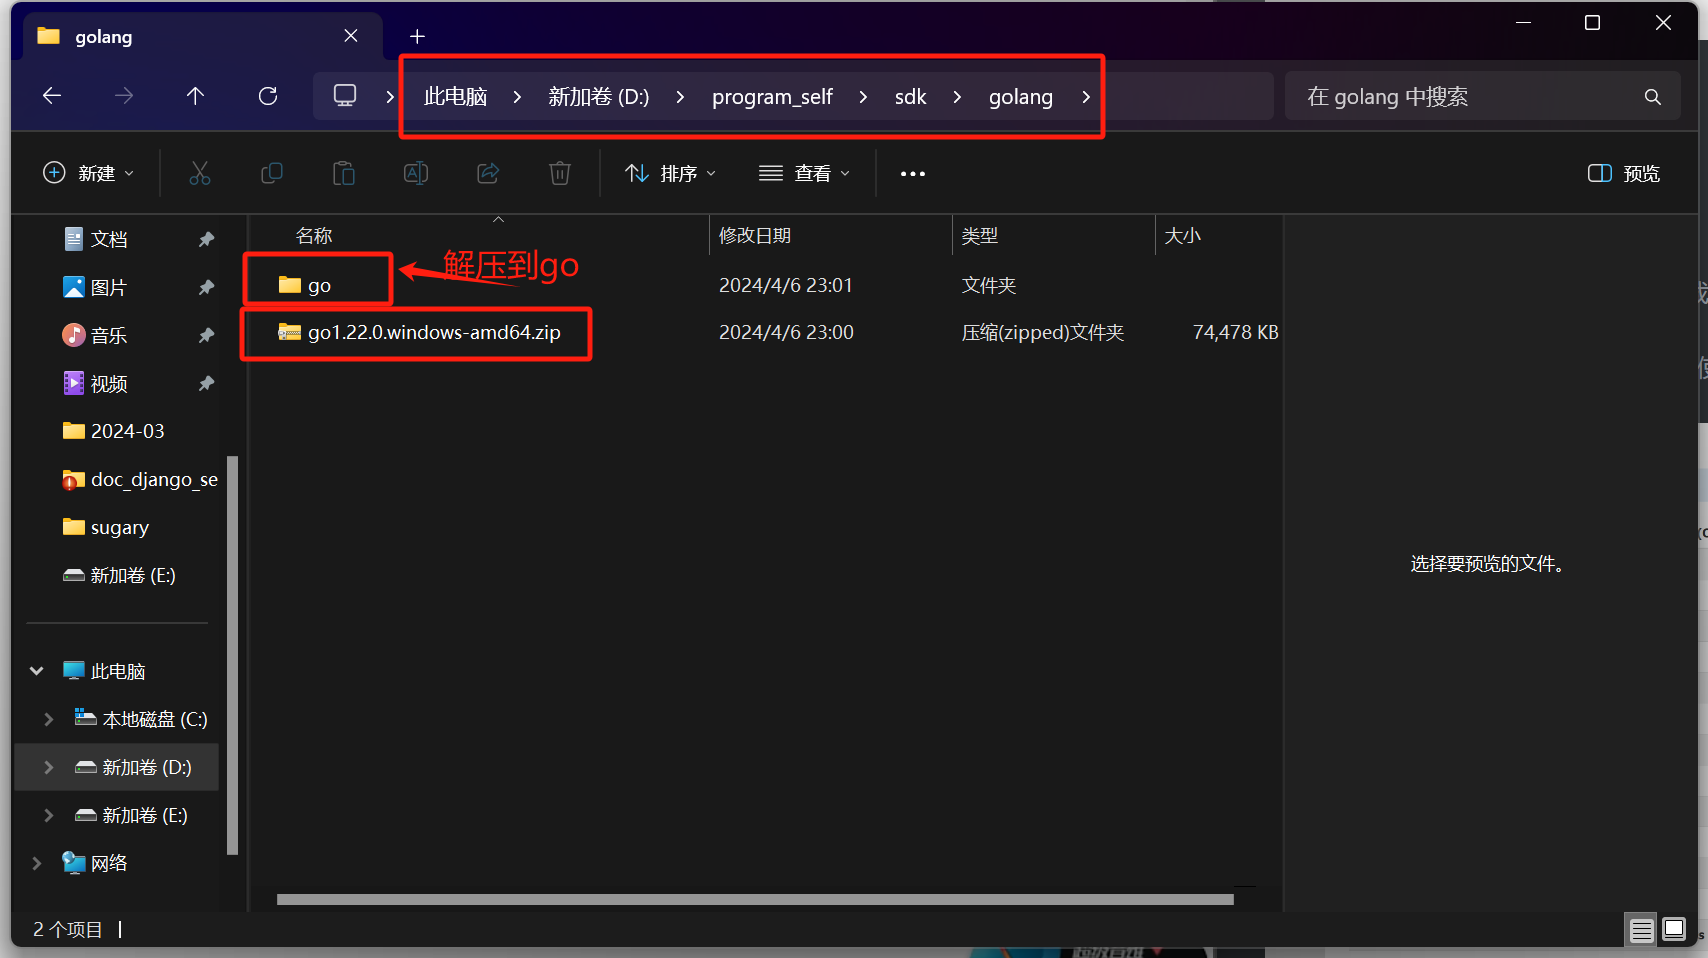 golang
此电脑 > 新加卷 (D:) > program_self > sdk > golang >
在 golang 中搜索
新建
排序
查看
预览
文档
图片
音乐
视频
2024-03
doc_django_se
sugary
新加卷 (E:)
此电脑
本地磁盘 (C:)
新加卷 (D:)
新加卷 (E:)
网络
名称 修改日期 类型 大小
解压到go
go 2024/4/6 23:01 文件夹
go1.22.0.windows-amd64.zip 2024/4/6 23:00 压缩(zipped)文件夹 74,478 KB
选择要预览的文件。
2 个项目